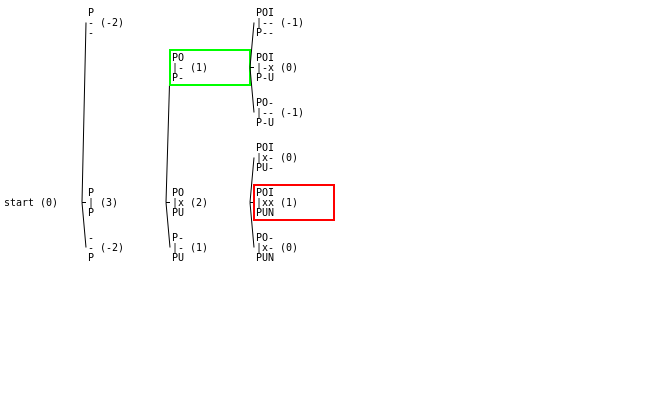 P
- (-2)
-
PO
|- (1)
P-
POI
|-- (-1)
P--
POI
|-x (0)
P-U
PO-
|-- (-1)
P-U
start (0)
P
| (3)
P
-
- (-2)
P
PO
|x (2)
PU
P-
|- (1)
PU
POI
|x- (0)
PU-
POI
|xx (1)
PUN
PO-
|x- (0)
PUN